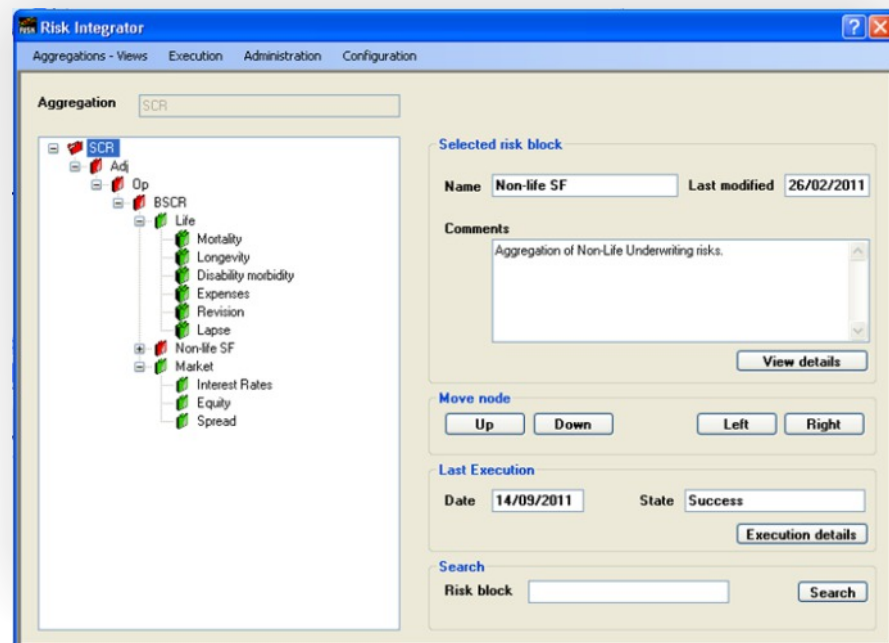 Risk Integrator
Aggregations - Views Execution Administration Configuration
Aggregation SCR
SCR
Adj
Op
BSCR
Life
Mortality
Longevity
Disability morbidity
Expenses
Revision
Lapse
Non-life SF
Market
Interest Rates
Equity
Spread
Selected risk block
Name Non-life SF Last modified 26/02/2011
Comments
Aggregation of Non-Life Underwriting risks.
View details
Move node
Up Down Left Right
Last Execution
Date 14/09/2011 State Success
Execution details
Search
Risk block Search